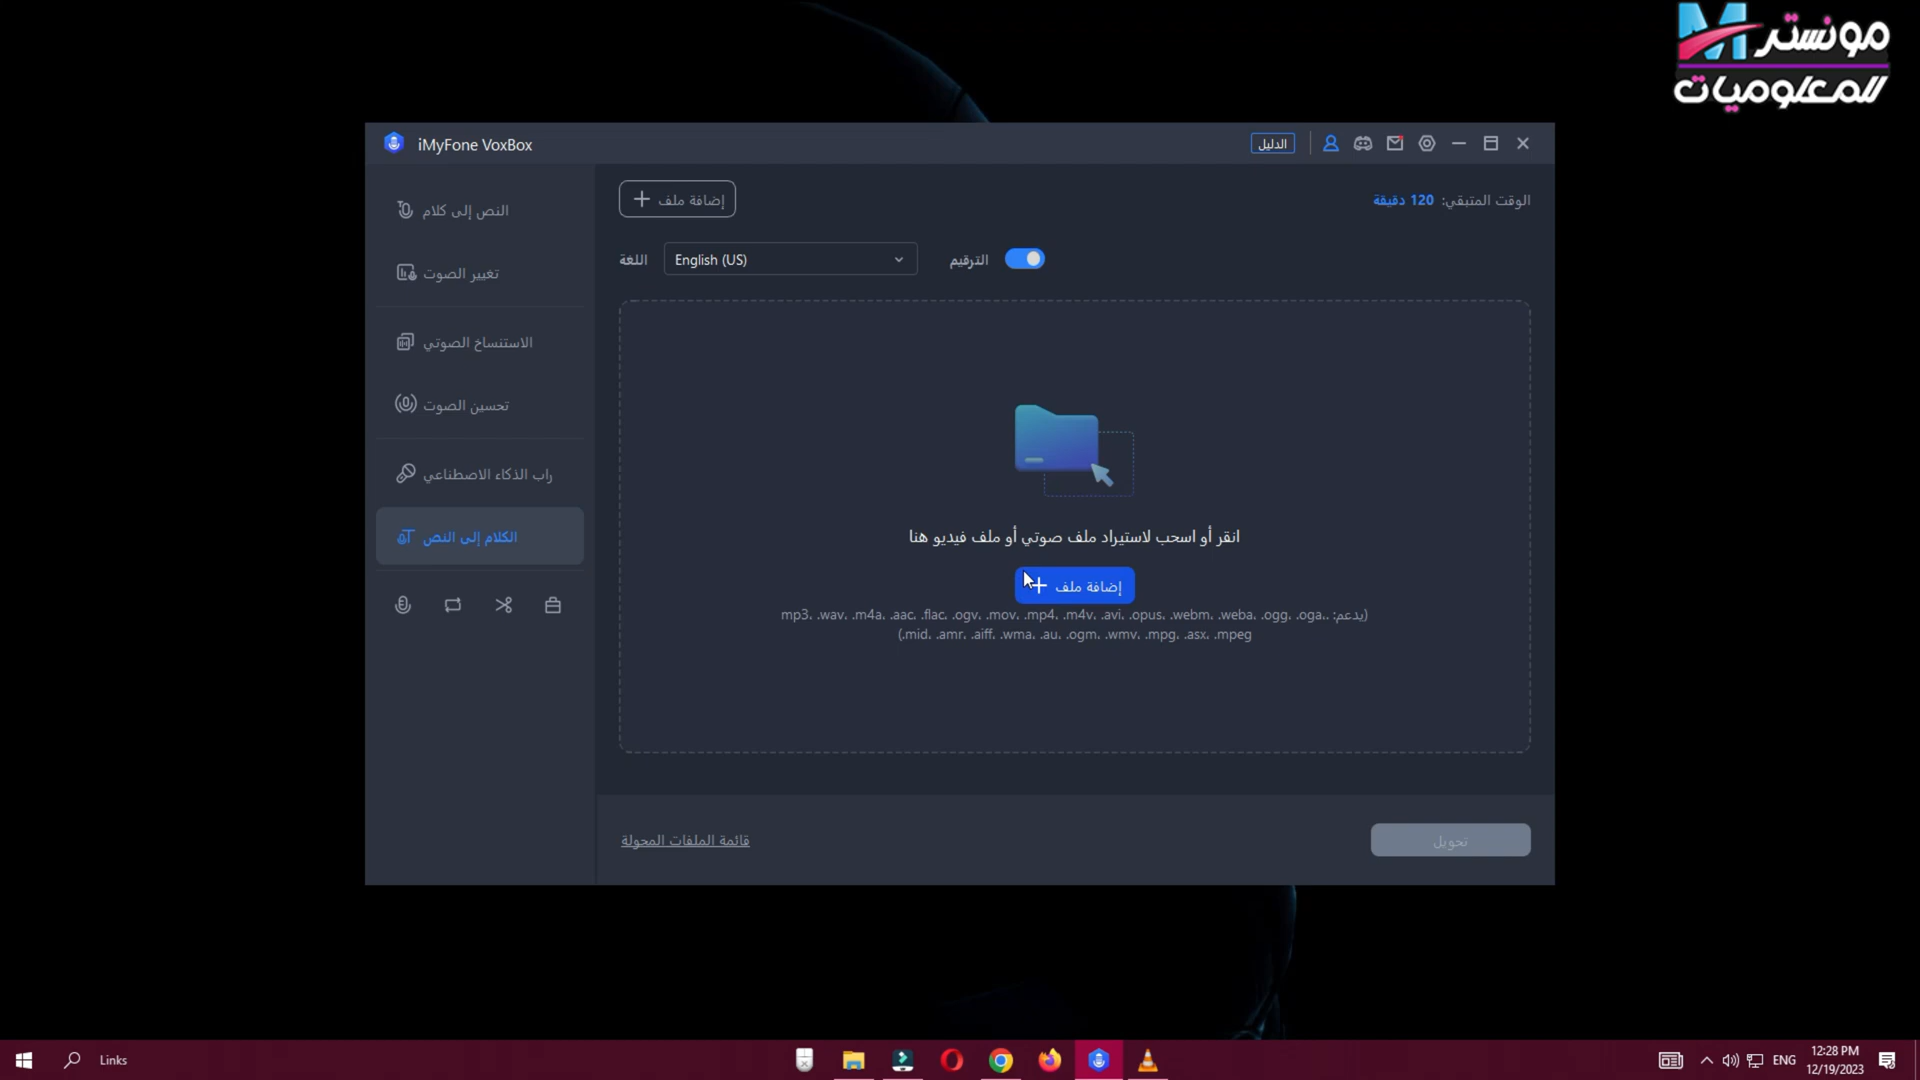 مونستر
للمعلوميات
iMyFone VoxBox
الدليل
النص إلى كلام
تغيير الصوت
الاستنساخ الصوتي
تحسين الصوت
راب الذكاء الاصطناعي
الكلام إلى النص
إضافة ملف
الوقت المتبقي: 120 دقيقة
اللغة
English (US)
الترقيم
انقر أو اسحب لاستيراد ملف صوتي أو ملف فيديو هنا
إضافة ملف
(يدعم: .mp3، .wav، .m4a، .aac، .flac، .ogv، .mov، .mp4، .m4v، .avi، .opus، .webm، .weba، .ogg، .oga،
.mid، .amr، .aiff، .wma، .au، .ogm، .wmv، .mpg، .asx، .mpeg)
قائمة الملفات المحولة
تحويل
Links
ENG
12:28 PM
12/19/2023